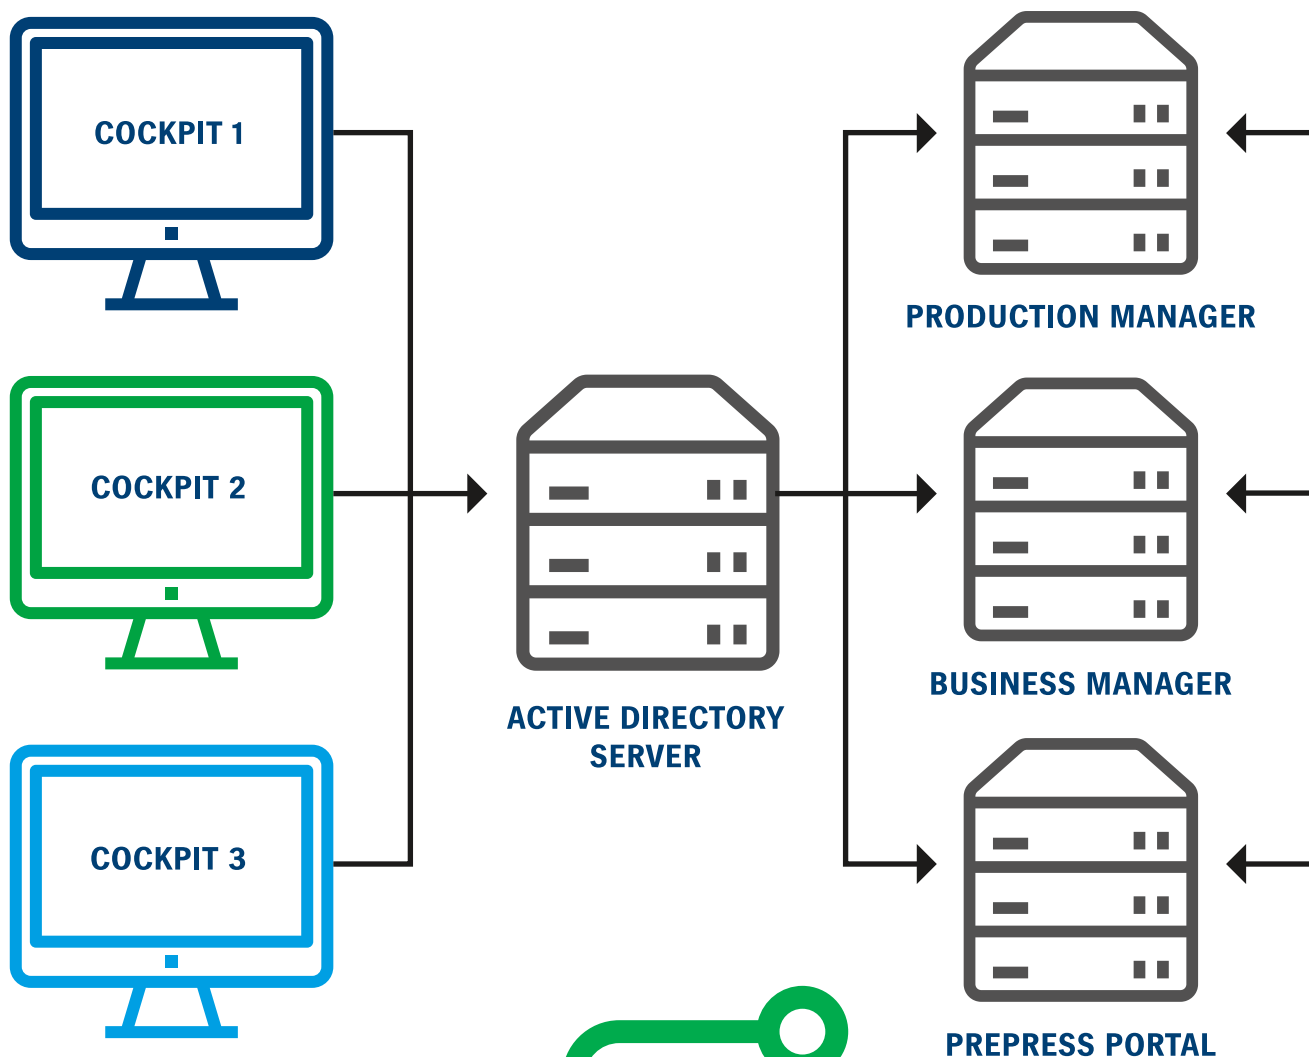 COCKPIT 1
COCKPIT 2
COCKPIT 3
ACTIVE DIRECTORY
SERVER
PRODUCTION MANAGER
BUSINESS MANAGER
PREPRESS PORTAL